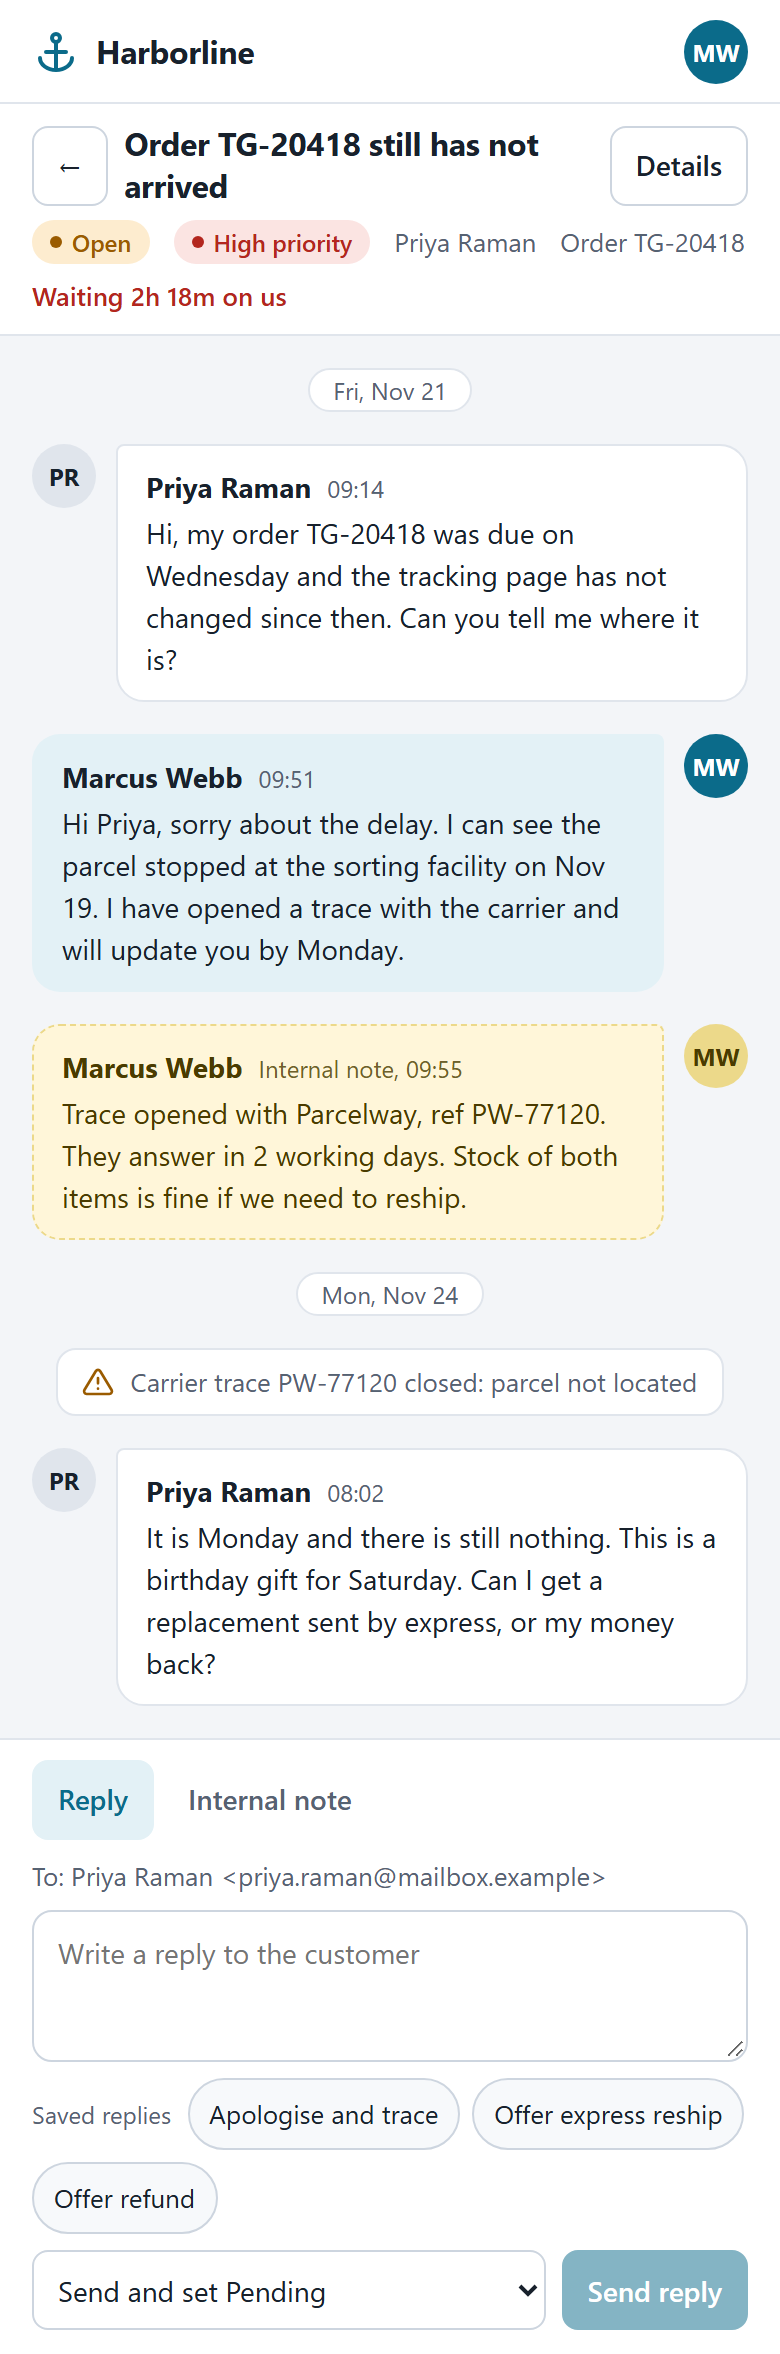 Harborline
MW
←
Order TG-20418 still has not
arrived
Details
Open
High priority
Priya Raman
Order TG-20418
Waiting 2h 18m on us
Fri, Nov 21
PR
Priya Raman 09:14
Hi, my order TG-20418 was due on
Wednesday and the tracking page has not
changed since then. Can you tell me where it
is?
Marcus Webb 09:51
MW
Hi Priya, sorry about the delay. I can see the
parcel stopped at the sorting facility on Nov
19. I have opened a trace with the carrier and
will update you by Monday.
Marcus Webb Internal note, 09:55
MW
Trace opened with Parcelway, ref PW-77120.
They answer in 2 working days. Stock of both
items is fine if we need to reship.
Mon, Nov 24
Carrier trace PW-77120 closed: parcel not located
PR
Priya Raman 08:02
It is Monday and there is still nothing. This is a
birthday gift for Saturday. Can I get a
replacement sent by express, or my money
back?
Reply
Internal note
To: Priya Raman <priya.raman@mailbox.example>
Write a reply to the customer
Saved replies
Apologise and trace
Offer express reship
Offer refund
Send and set Pending
Send reply